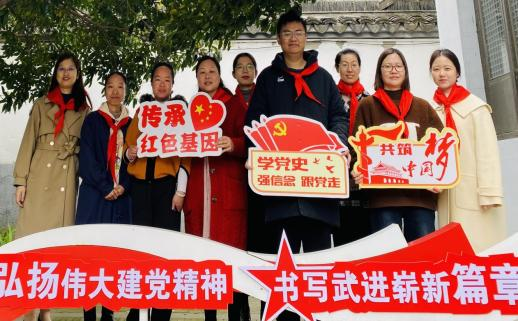 传承
红色基因
学党史
强信念 跟党走
共筑
中国梦
弘扬伟大建党精神
书写武进崭新篇章